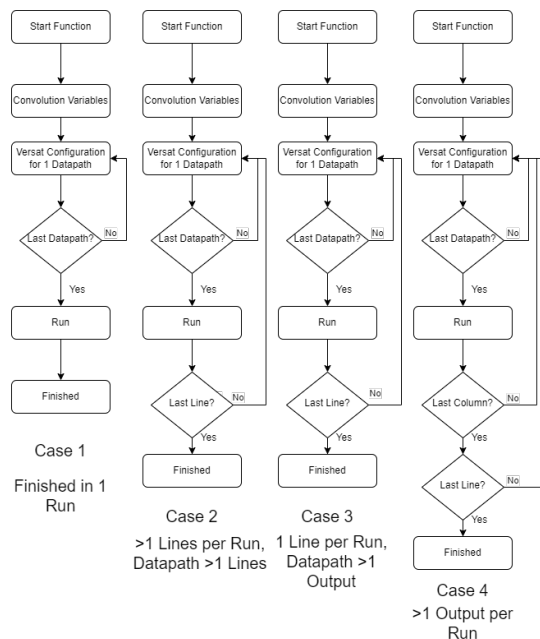 Start Function
Convolution Variables
Versat Configuration
for 1 Datapath
Last Datapath?
No
Yes
Run
Finished
Case 1
Finished in 1
Run
Start Function
Convolution Variables
Versat Configuration
for 1 Datapath
Last Datapath?
No
Yes
Run
Last Line?
No
Yes
Finished
Case 2
>1 Lines per Run,
Datapath >1 Lines
Start Function
Convolution Variables
Versat Configuration
for 1 Datapath
Last Datapath?
No
Yes
Run
Last Line?
No
Yes
Finished
Case 3
1 Line per Run,
Datapath >1
Output
Start Function
Convolution Variables
Versat Configuration
for 1 Datapath
Last Datapath?
No
Yes
Run
Last Column?
No
Yes
Last Line?
No
Yes
Finished
Case 4
>1 Output per
Run